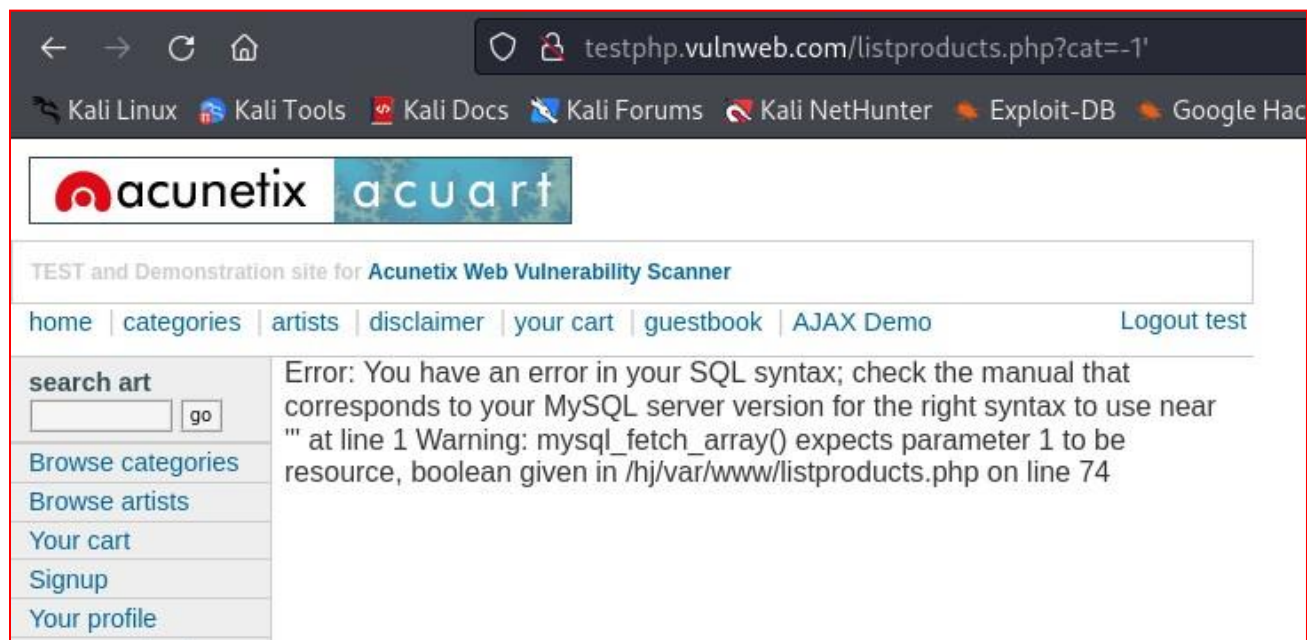 testphp.vulnweb.com/listproducts.php?cat=-1'
Kali Linux Kali Tools Kali Docs Kali Forums Kali NetHunter Exploit-DB Google Hac
acunetix acuart
TEST and Demonstration site for Acunetix Web Vulnerability Scanner
home | categories | artists | disclaimer | your cart | guestbook | AJAX Demo Logout test
search art
go
Browse categories
Browse artists
Your cart
Signup
Your profile
Error: You have an error in your SQL syntax; check the manual that
corresponds to your MySQL server version for the right syntax to use near
''' at line 1 Warning: mysql_fetch_array() expects parameter 1 to be
resource, boolean given in /hj/var/www/listproducts.php on line 74